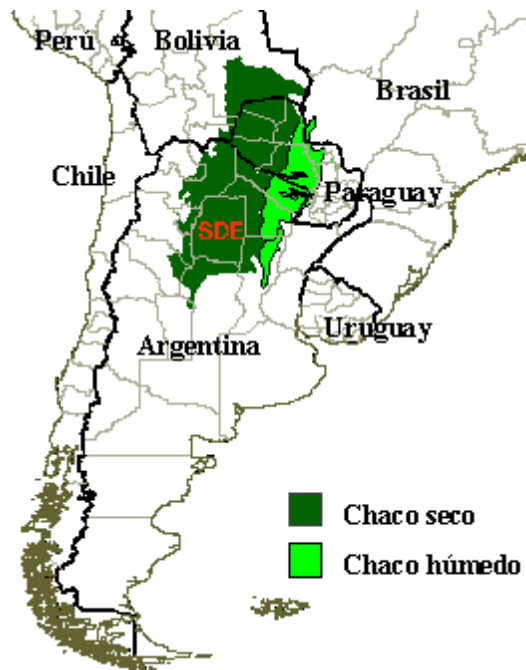 Perú
Bolivia
Brasil
Chile
Paraguay
SDE
Uruguay
Argentina
Chaco seco
Chaco húmedo